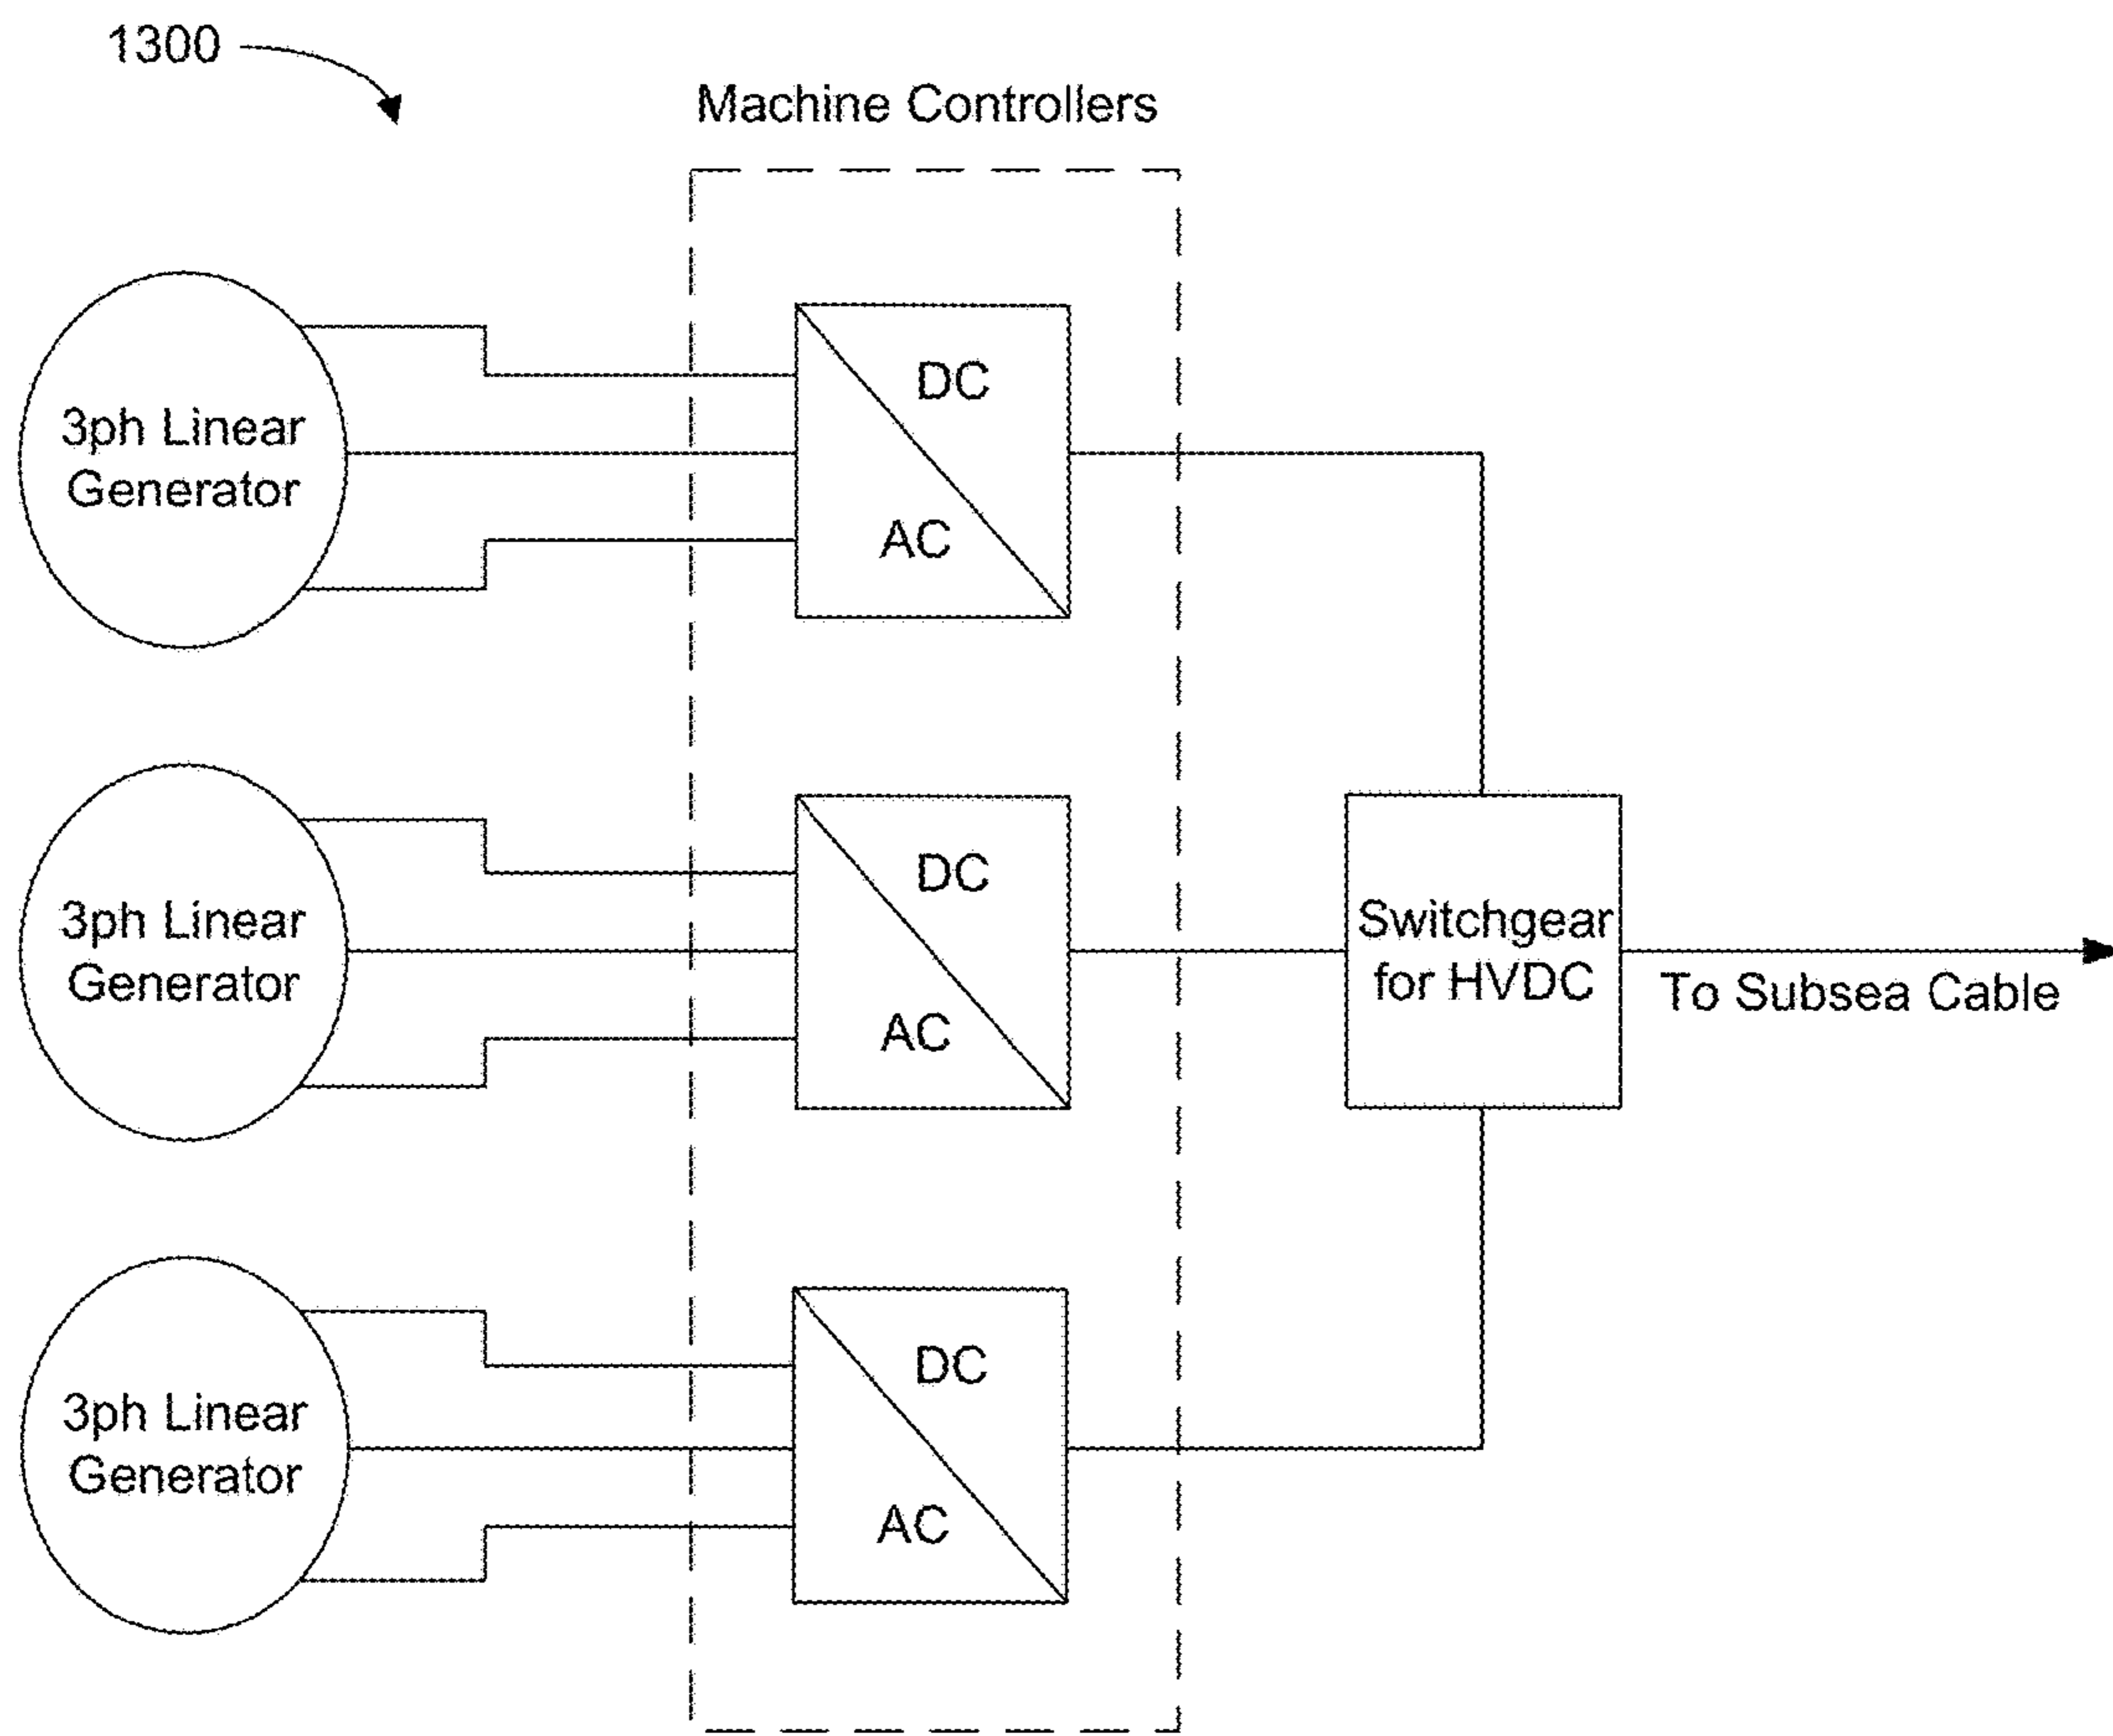 1300
Machine Controllers
3ph Linear
Generator
DC
AC
3ph Linear
Generator
DC
AC
Switchgear
for HVDC
To Subsea Cable
3ph Linear
Generator
DC
AC